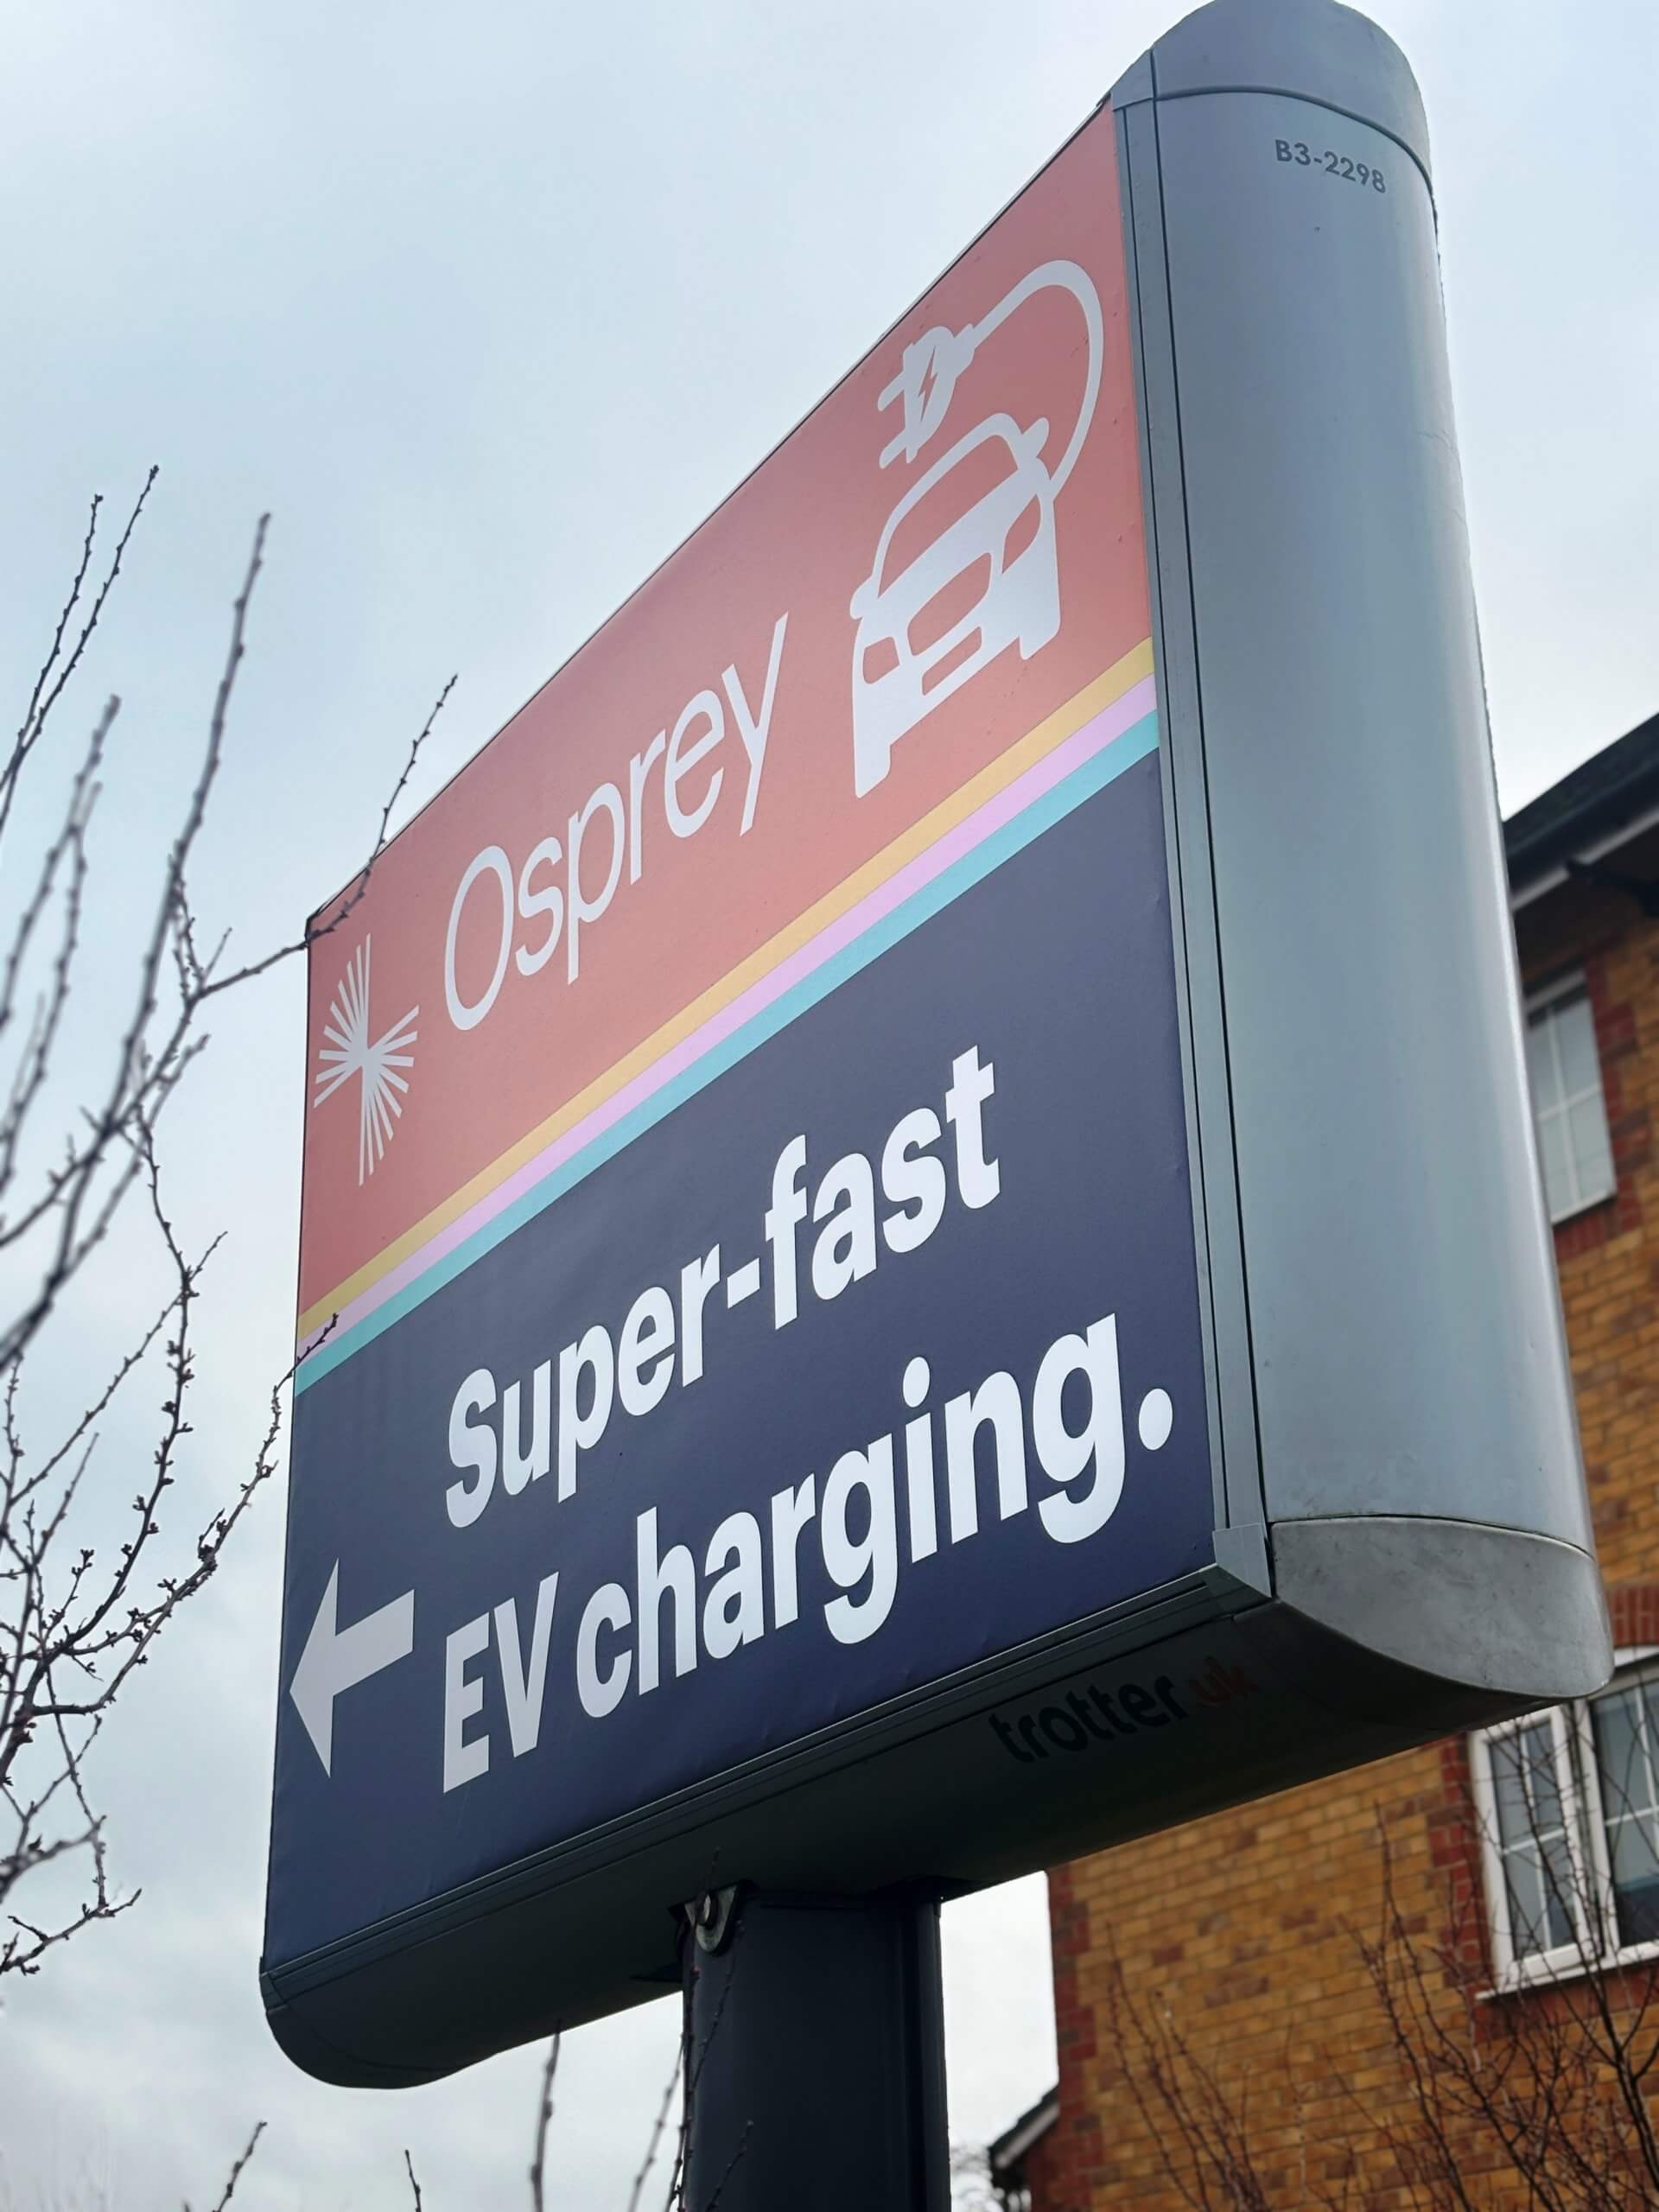 B3-2298
Osprey
Super-fast
EV charging.
trotter.uk